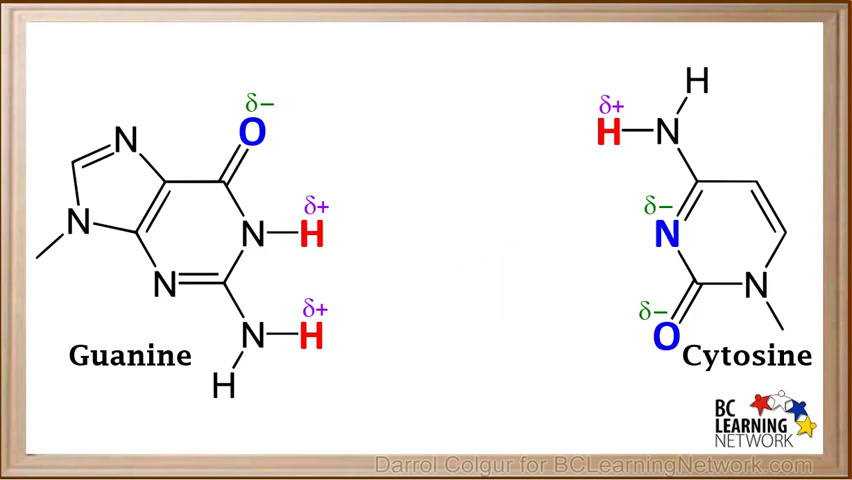 δ−
O
N
δ+
N
H
N
N
δ+
N
H
H
Guanine
H
δ+
H
N
δ−
N
δ−
N
O
Cytosine
BC
LEARNING
NETWORK
Darrol Colgur for BCLearningNetwork.com